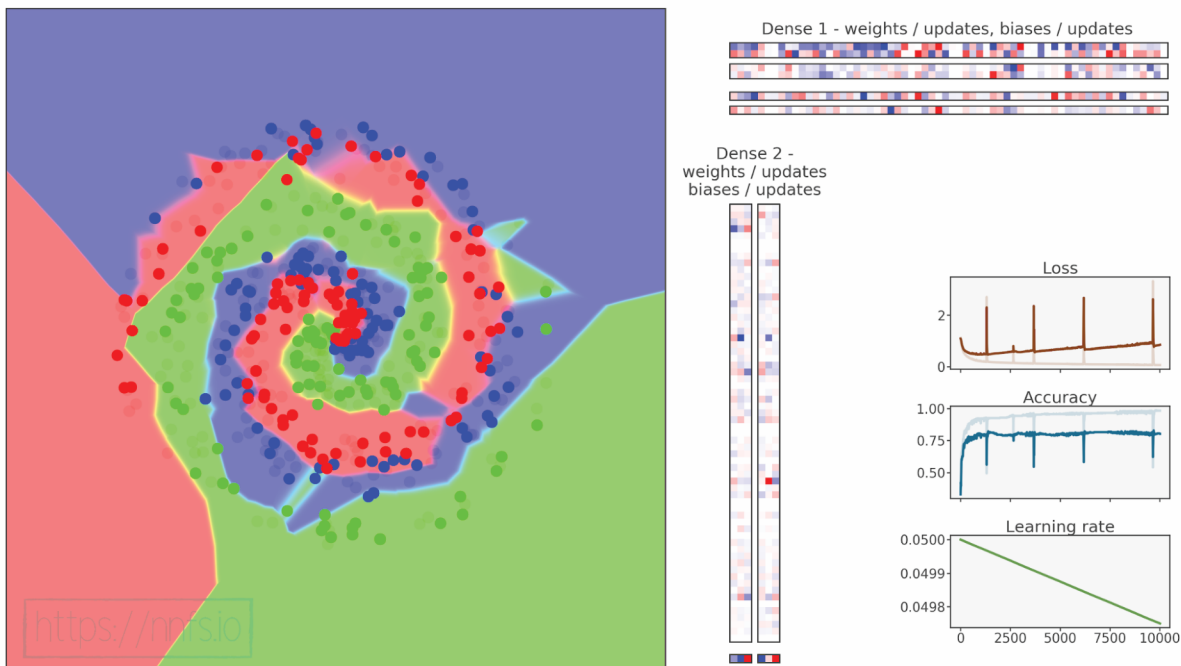 Dense 1 - weights / updates, biases / updates
Dense 2 -
weights / updates
biases / updates
Loss
2
0
Accuracy
1.00
0.75
0.50
Learning rate
0.0500
0.0499
0.0498
0 2500 5000 7500 10000
https://nnfs.io